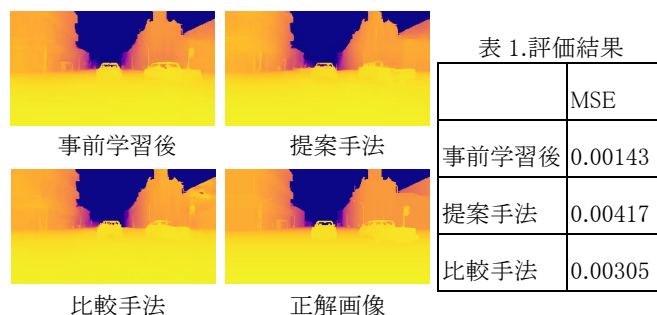 事前学習後
提案手法
比較手法
正解画像
表 1.評価結果
MSE
事前学習後 0.00143
提案手法 0.00417
比較手法 0.00305